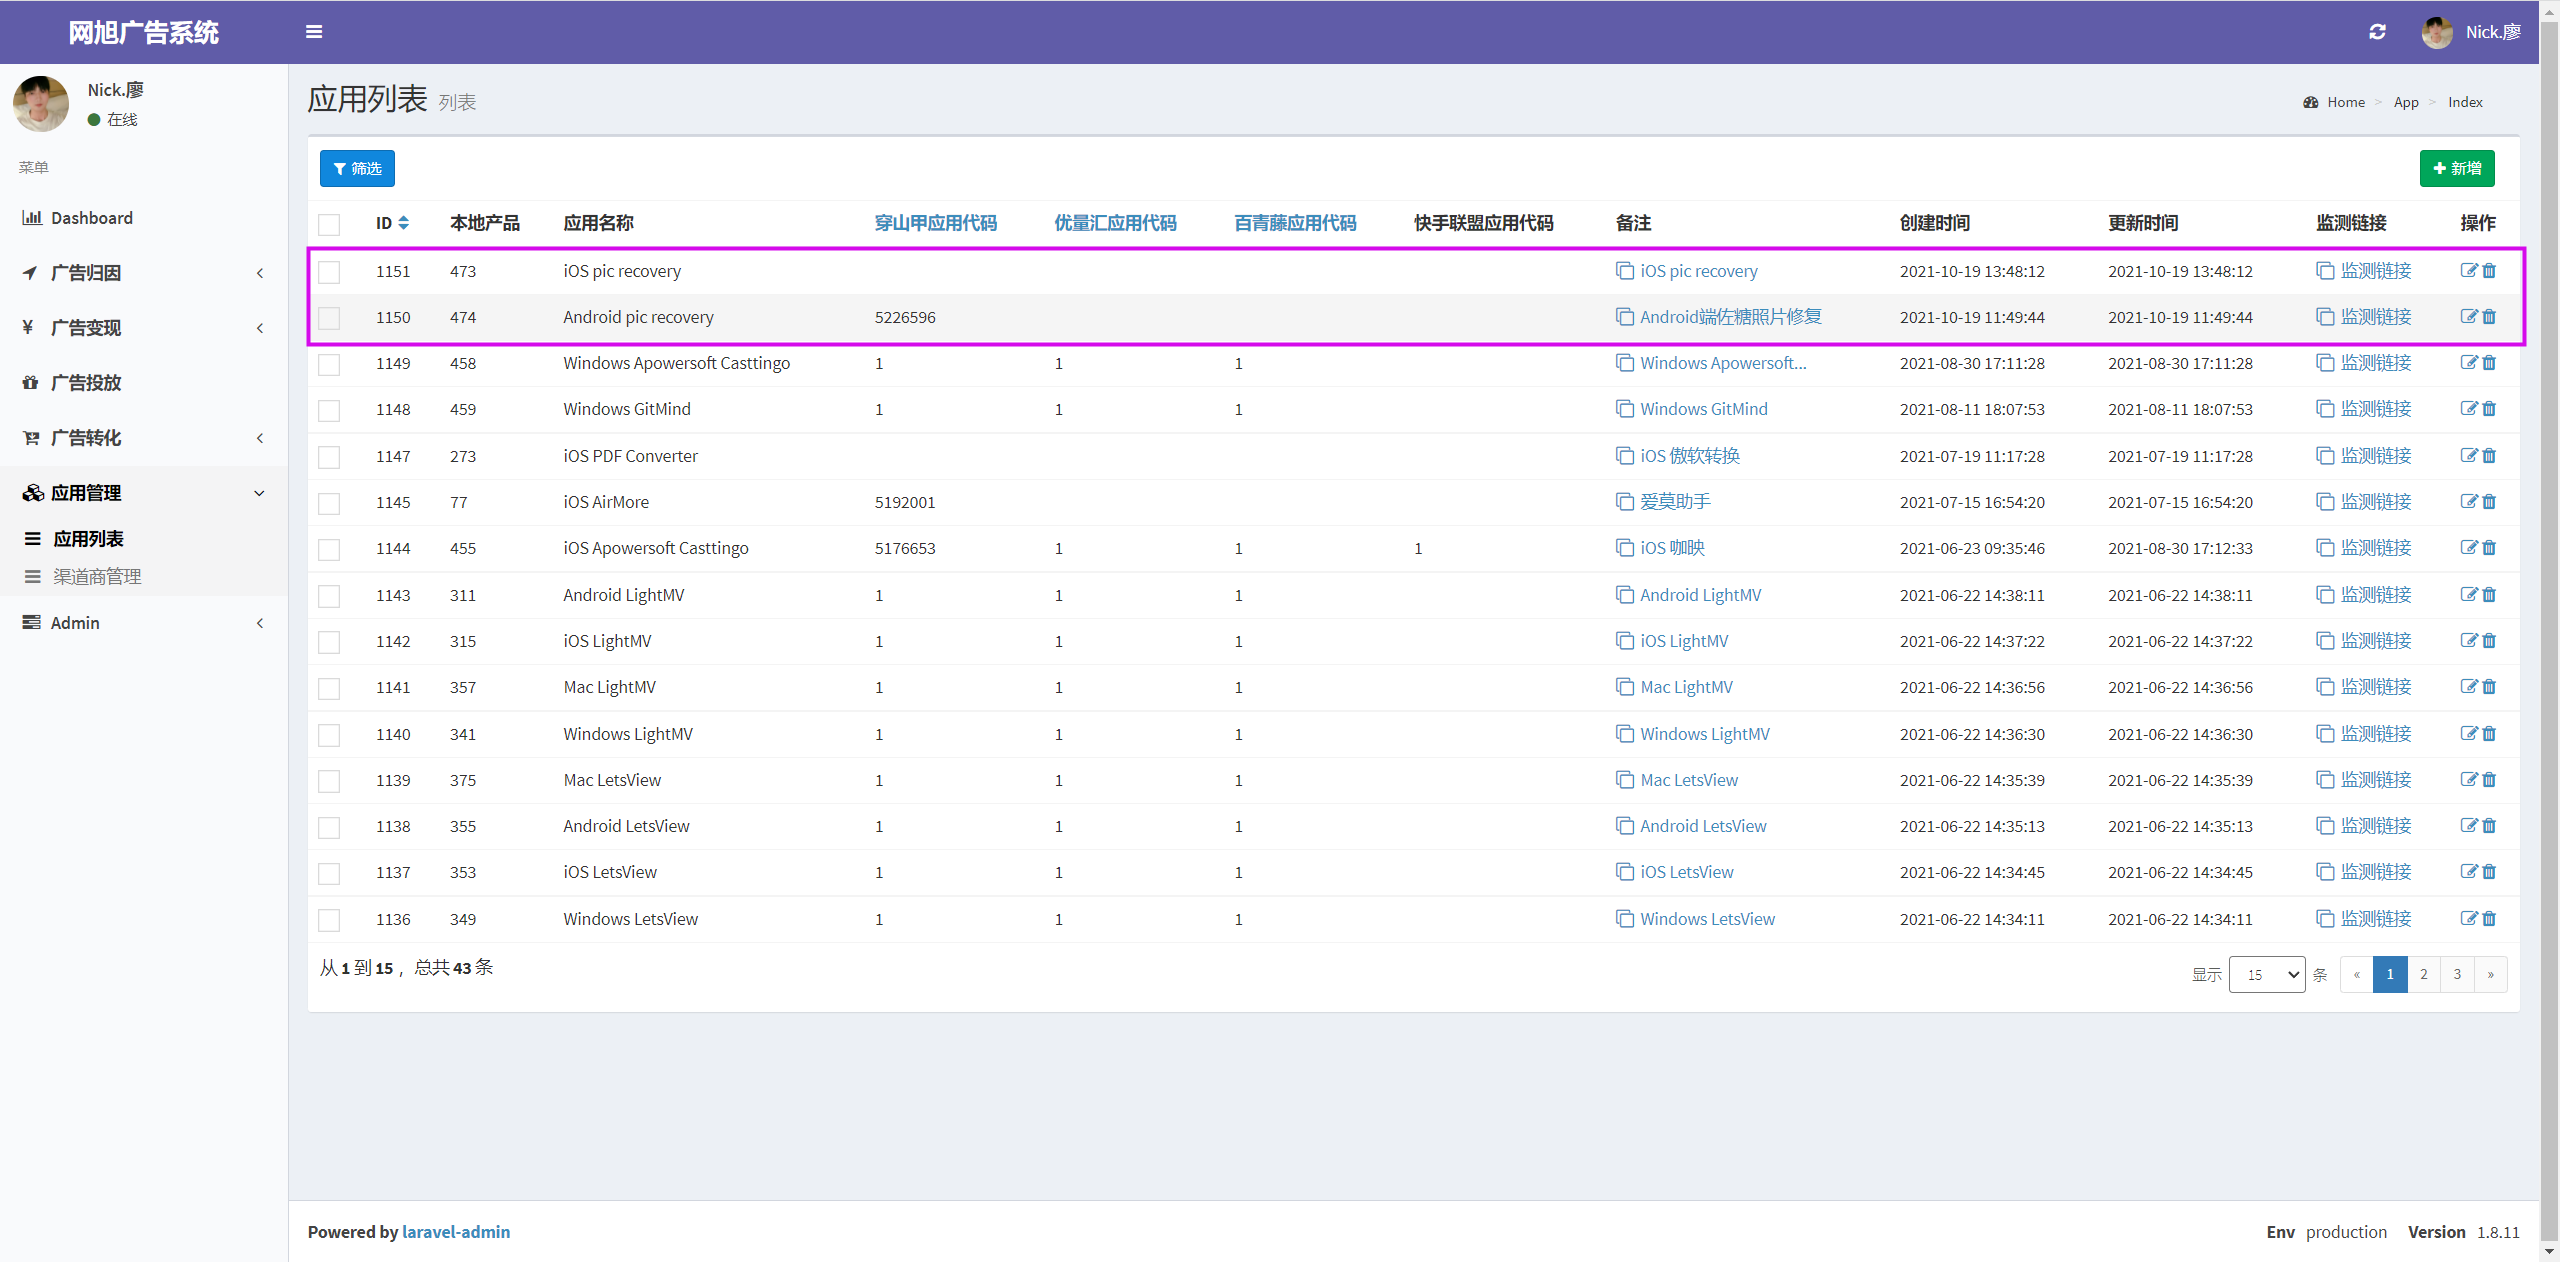 网旭广告系统
Nick.廖
Nick.廖
在线
菜单
Dashboard
广告归因
广告变现
广告投放
广告转化
应用管理
应用列表
渠道商管理
Admin
应用列表 列表
Home > App > Index
筛选
新增
ID 本地产品 应用名称 穿山甲应用代码 优量汇应用代码 百青藤应用代码 快手联盟应用代码 备注 创建时间 更新时间 监测链接 操作
1151 473 iOS pic recovery iOS pic recovery 2021-10-19 13:48:12 2021-10-19 13:48:12 监测链接
1150 474 Android pic recovery 5226596 Android端佐糖照片修复 2021-10-19 11:49:44 2021-10-19 11:49:44 监测链接
1149 458 Windows Apowersoft Casttingo 1 1 1 Windows Apowersoft... 2021-08-30 17:11:28 2021-08-30 17:11:28 监测链接
1148 459 Windows GitMind 1 1 1 Windows GitMind 2021-08-11 18:07:53 2021-08-11 18:07:53 监测链接
1147 273 iOS PDF Converter iOS 傲软转换 2021-07-19 11:17:28 2021-07-19 11:17:28 监测链接
1145 77 iOS AirMore 5192001 爱莫助手 2021-07-15 16:54:20 2021-07-15 16:54:20 监测链接
1144 455 iOS Apowersoft Casttingo 5176653 1 1 1 iOS 咖映 2021-06-23 09:35:46 2021-08-30 17:12:33 监测链接
1143 311 Android LightMV 1 1 1 Android LightMV 2021-06-22 14:38:11 2021-06-22 14:38:11 监测链接
1142 315 iOS LightMV 1 1 1 iOS LightMV 2021-06-22 14:37:22 2021-06-22 14:37:22 监测链接
1141 357 Mac LightMV 1 1 1 Mac LightMV 2021-06-22 14:36:56 2021-06-22 14:36:56 监测链接
1140 341 Windows LightMV 1 1 1 Windows LightMV 2021-06-22 14:36:30 2021-06-22 14:36:30 监测链接
1139 375 Mac LetsView 1 1 1 Mac LetsView 2021-06-22 14:35:39 2021-06-22 14:35:39 监测链接
1138 355 Android LetsView 1 1 1 Android LetsView 2021-06-22 14:35:13 2021-06-22 14:35:13 监测链接
1137 353 iOS LetsView 1 1 1 iOS LetsView 2021-06-22 14:34:45 2021-06-22 14:34:45 监测链接
1136 349 Windows LetsView 1 1 1 Windows LetsView 2021-06-22 14:34:11 2021-06-22 14:34:11 监测链接
从 1 到 15 ，总共 43 条
显示 15 条 « 1 2 3 »
Powered by laravel-admin
Env production Version 1.8.11